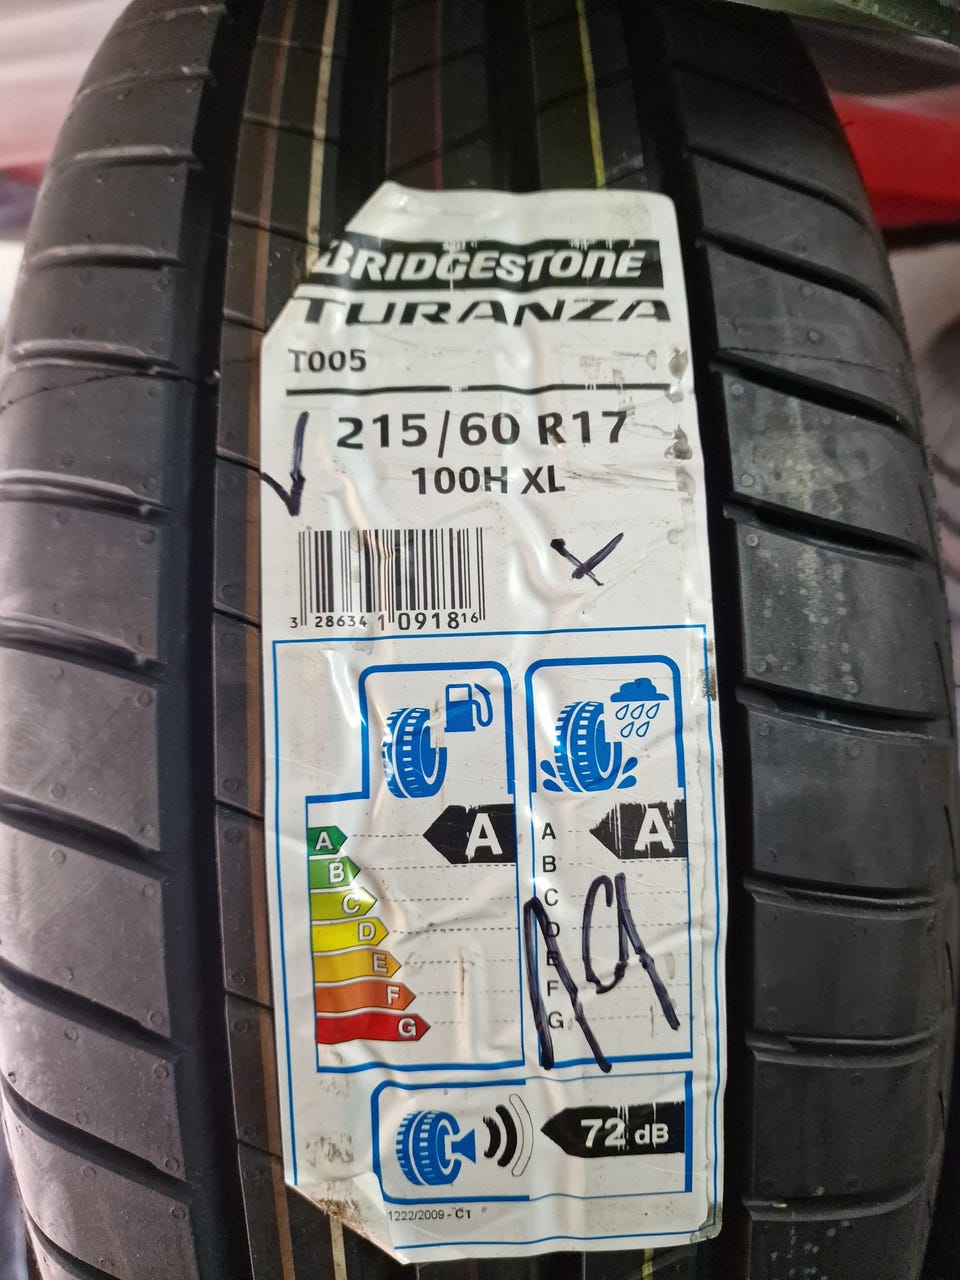 BRIDGESTONE
TURANZA
T005
215/60 R17
100H XL
3 286341 091816
A
A
A
B
C
D
E
F
G
A
B
C
D
E
F
G
72 dB
1222/2009 - C1